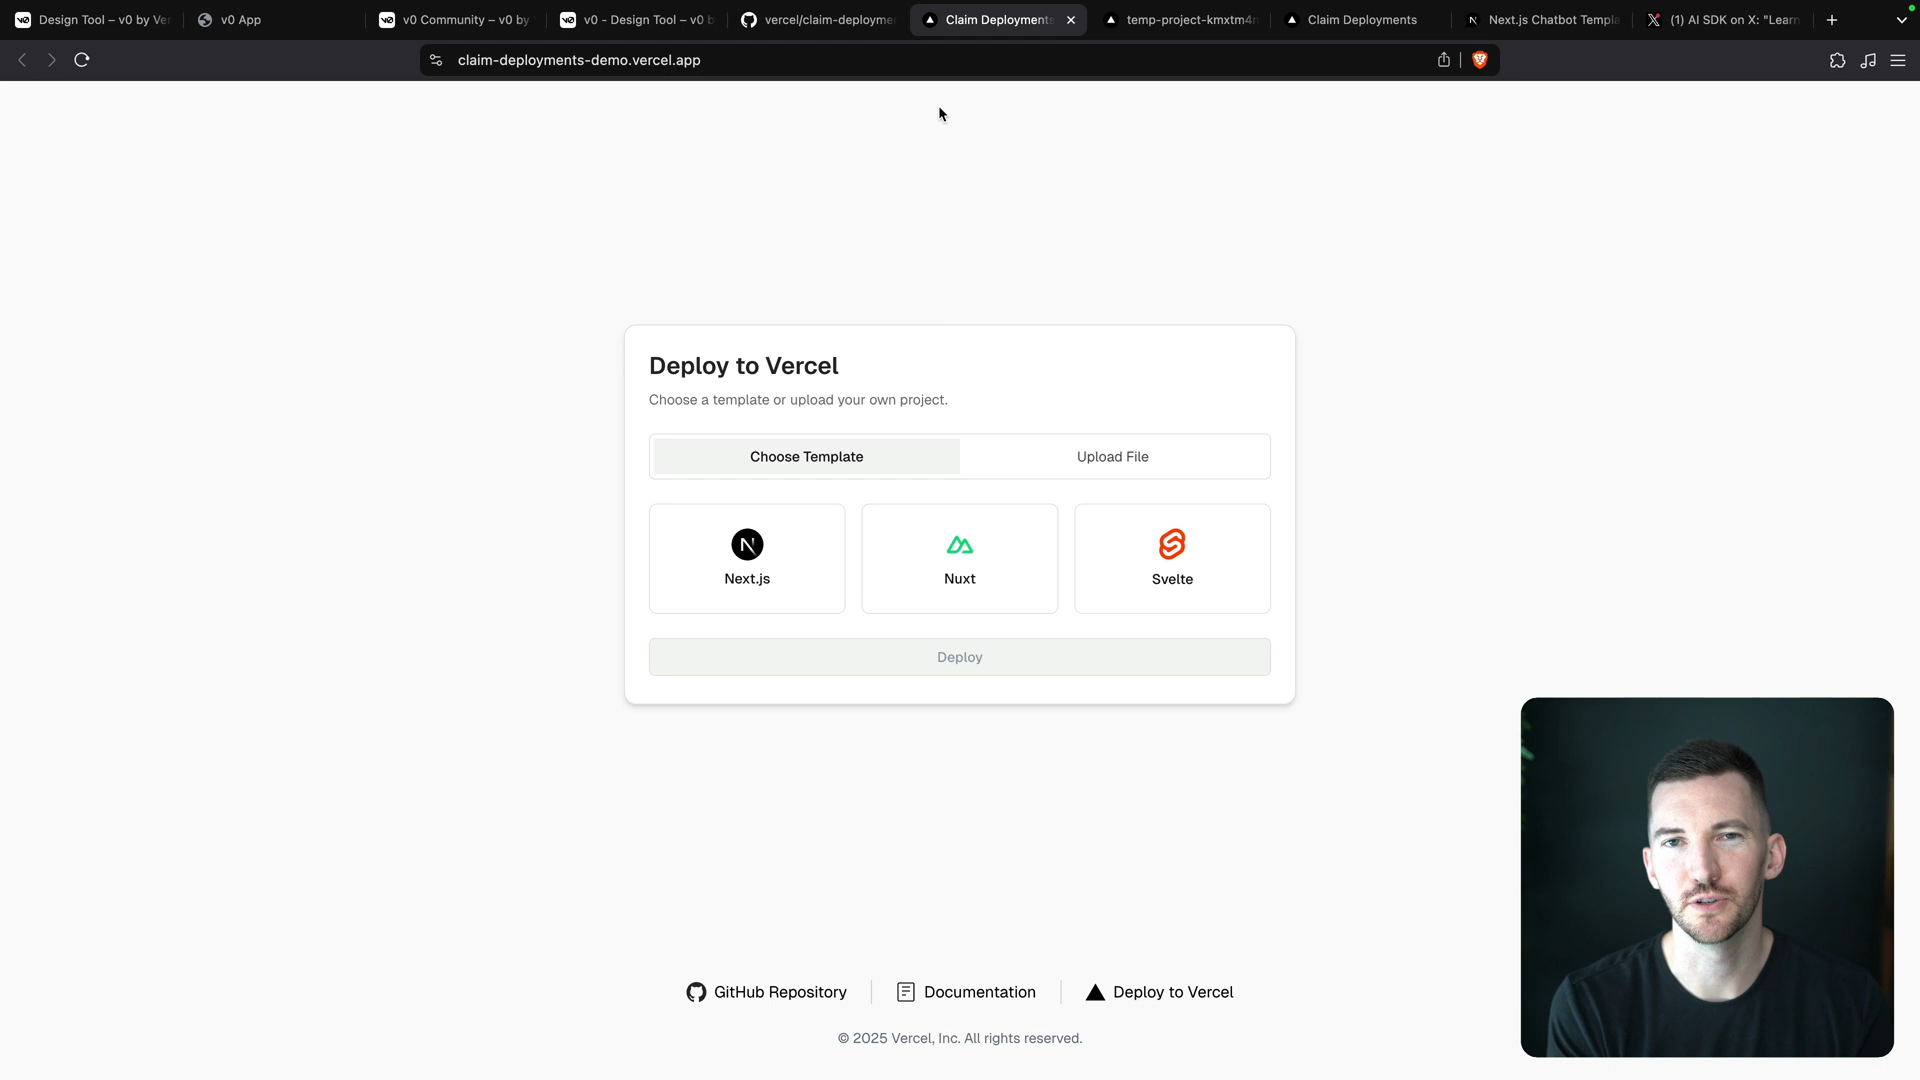 Design Tool – v0 by Ver
v0 App
v0 Community – v0 by
v0 - Design Tool – v0 b
vercel/claim-deployme
Claim Deployments
temp-project-kmxtm4n
Claim Deployments
Next.js Chatbot Templa
(1) AI SDK on X: "Learn
claim-deployments-demo.vercel.app
Deploy to Vercel
Choose a template or upload your own project.
Choose Template
Upload File
Next.js
Nuxt
Svelte
Deploy
GitHub Repository
Documentation
Deploy to Vercel
© 2025 Vercel, Inc. All rights reserved.